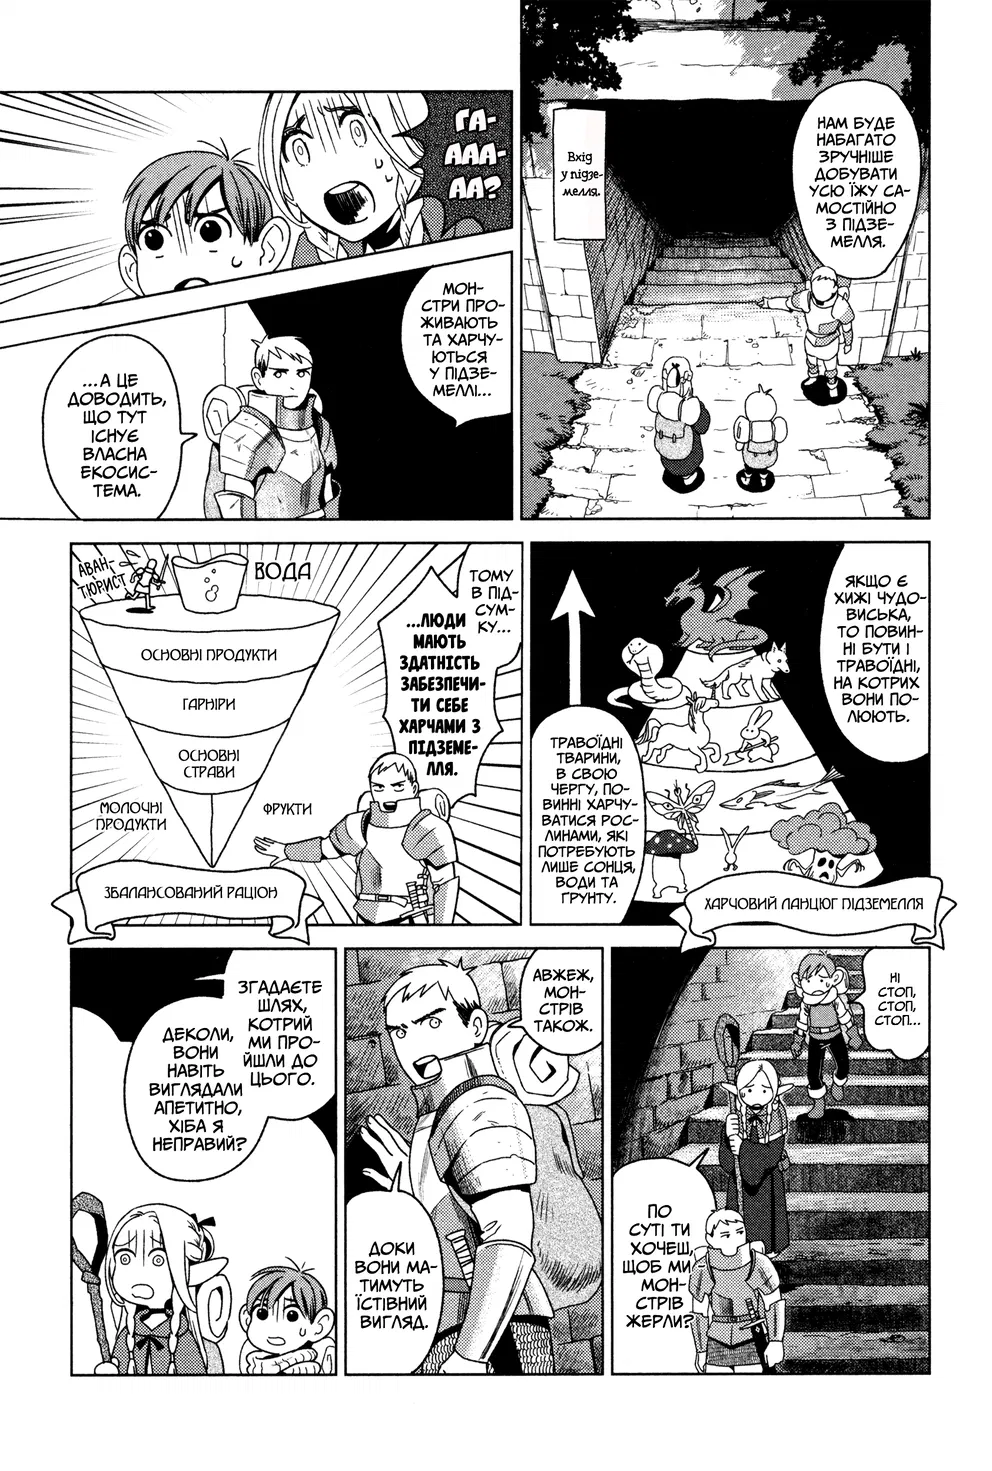 НАМ БУДЕ
НАБАГАТО
ЗРУЧНІШЕ
ДОБУВАТИ
УСЮ ЇЖУ СА-
МОСТІЙНО
З ПІДЗЕ-
МЕЛЛЯ.
Вхід
у підзе-
мелля.
ГА-
ААА-
АА?
МОН-
СТРИ ПРО-
ЖИВАЮТЬ
ТА ХАРЧУ-
ЮТЬСЯ
У ПІДЗЕ-
МЕЛЛІ...
...А ЦЕ
ДОВОДИТЬ,
ЩО ТУТ
ІСНУЄ
ВЛАСНА
ЕКОСИС-
ТЕМА.
ЯКЩО Є
ХИЖІ ЧУДО-
ВИСЬКА,
ТО ПОВИН-
НІ БУТИ І
ТРАВОЇДНІ,
НА КОТРИХ
ВОНИ ПО-
ЛЮЮТЬ.
ТРАВОЇДНІ
ТВАРИНИ,
В СВОЮ
ЧЕРГУ, ПО-
ВИННІ ХАРЧУ-
ВАТИСЯ РОС-
ЛИНАМИ, ЯКІ
ПОТРЕБУЮТЬ
ЛИШЕ СОНЦЯ,
ВОДИ ТА
ҐРУНТУ.
ХАРЧОВИЙ ЛАНЦЮГ ПІДЗЕМЕЛЛЯ
ТОМУ
В ПІД-
СУМ-
КУ...
...ЛЮДИ
МАЮТЬ
ЗДАТНІСТЬ
ЗАБЕЗПЕЧИ-
ТИ СЕБЕ
ХАРЧАМИ З
ПІДЗЕМЕ-
ЛЛЯ.
АВАН-
ТЮРИСТ
ВОДА
ОСНОВНІ ПРОДУКТИ
ГАРНІРИ
ОСНОВНІ
СТРАВИ
МОЛОЧНІ
ПРОДУКТИ
ФРУКТИ
ЗБАЛАНСОВАНИЙ РАЦІОН
НІ
СТОП,
СТОП,
СТОП...
ПО
СУТІ ТИ
ХОЧЕШ,
ЩОБ МИ
МОН-
СТРІВ
ЖЕРЛИ?
АВЖЕЖ,
МОН-
СТРІВ
ТАКОЖ.
ДОКИ
ВОНИ МА-
ТИМУТЬ
ЇСТІВНИЙ
ВИГЛЯД.
ЗГАДАЄТЕ
ШЛЯХ,
КОТРИЙ
МИ ПРО-
ЙШЛИ ДО
ЦЬОГО.
ДЕКОЛИ,
ВОНИ
НАВІТЬ
ВИГЛЯДАЛИ
АПЕТИТНО,
ХІБА Я
НЕПРАВИЙ?